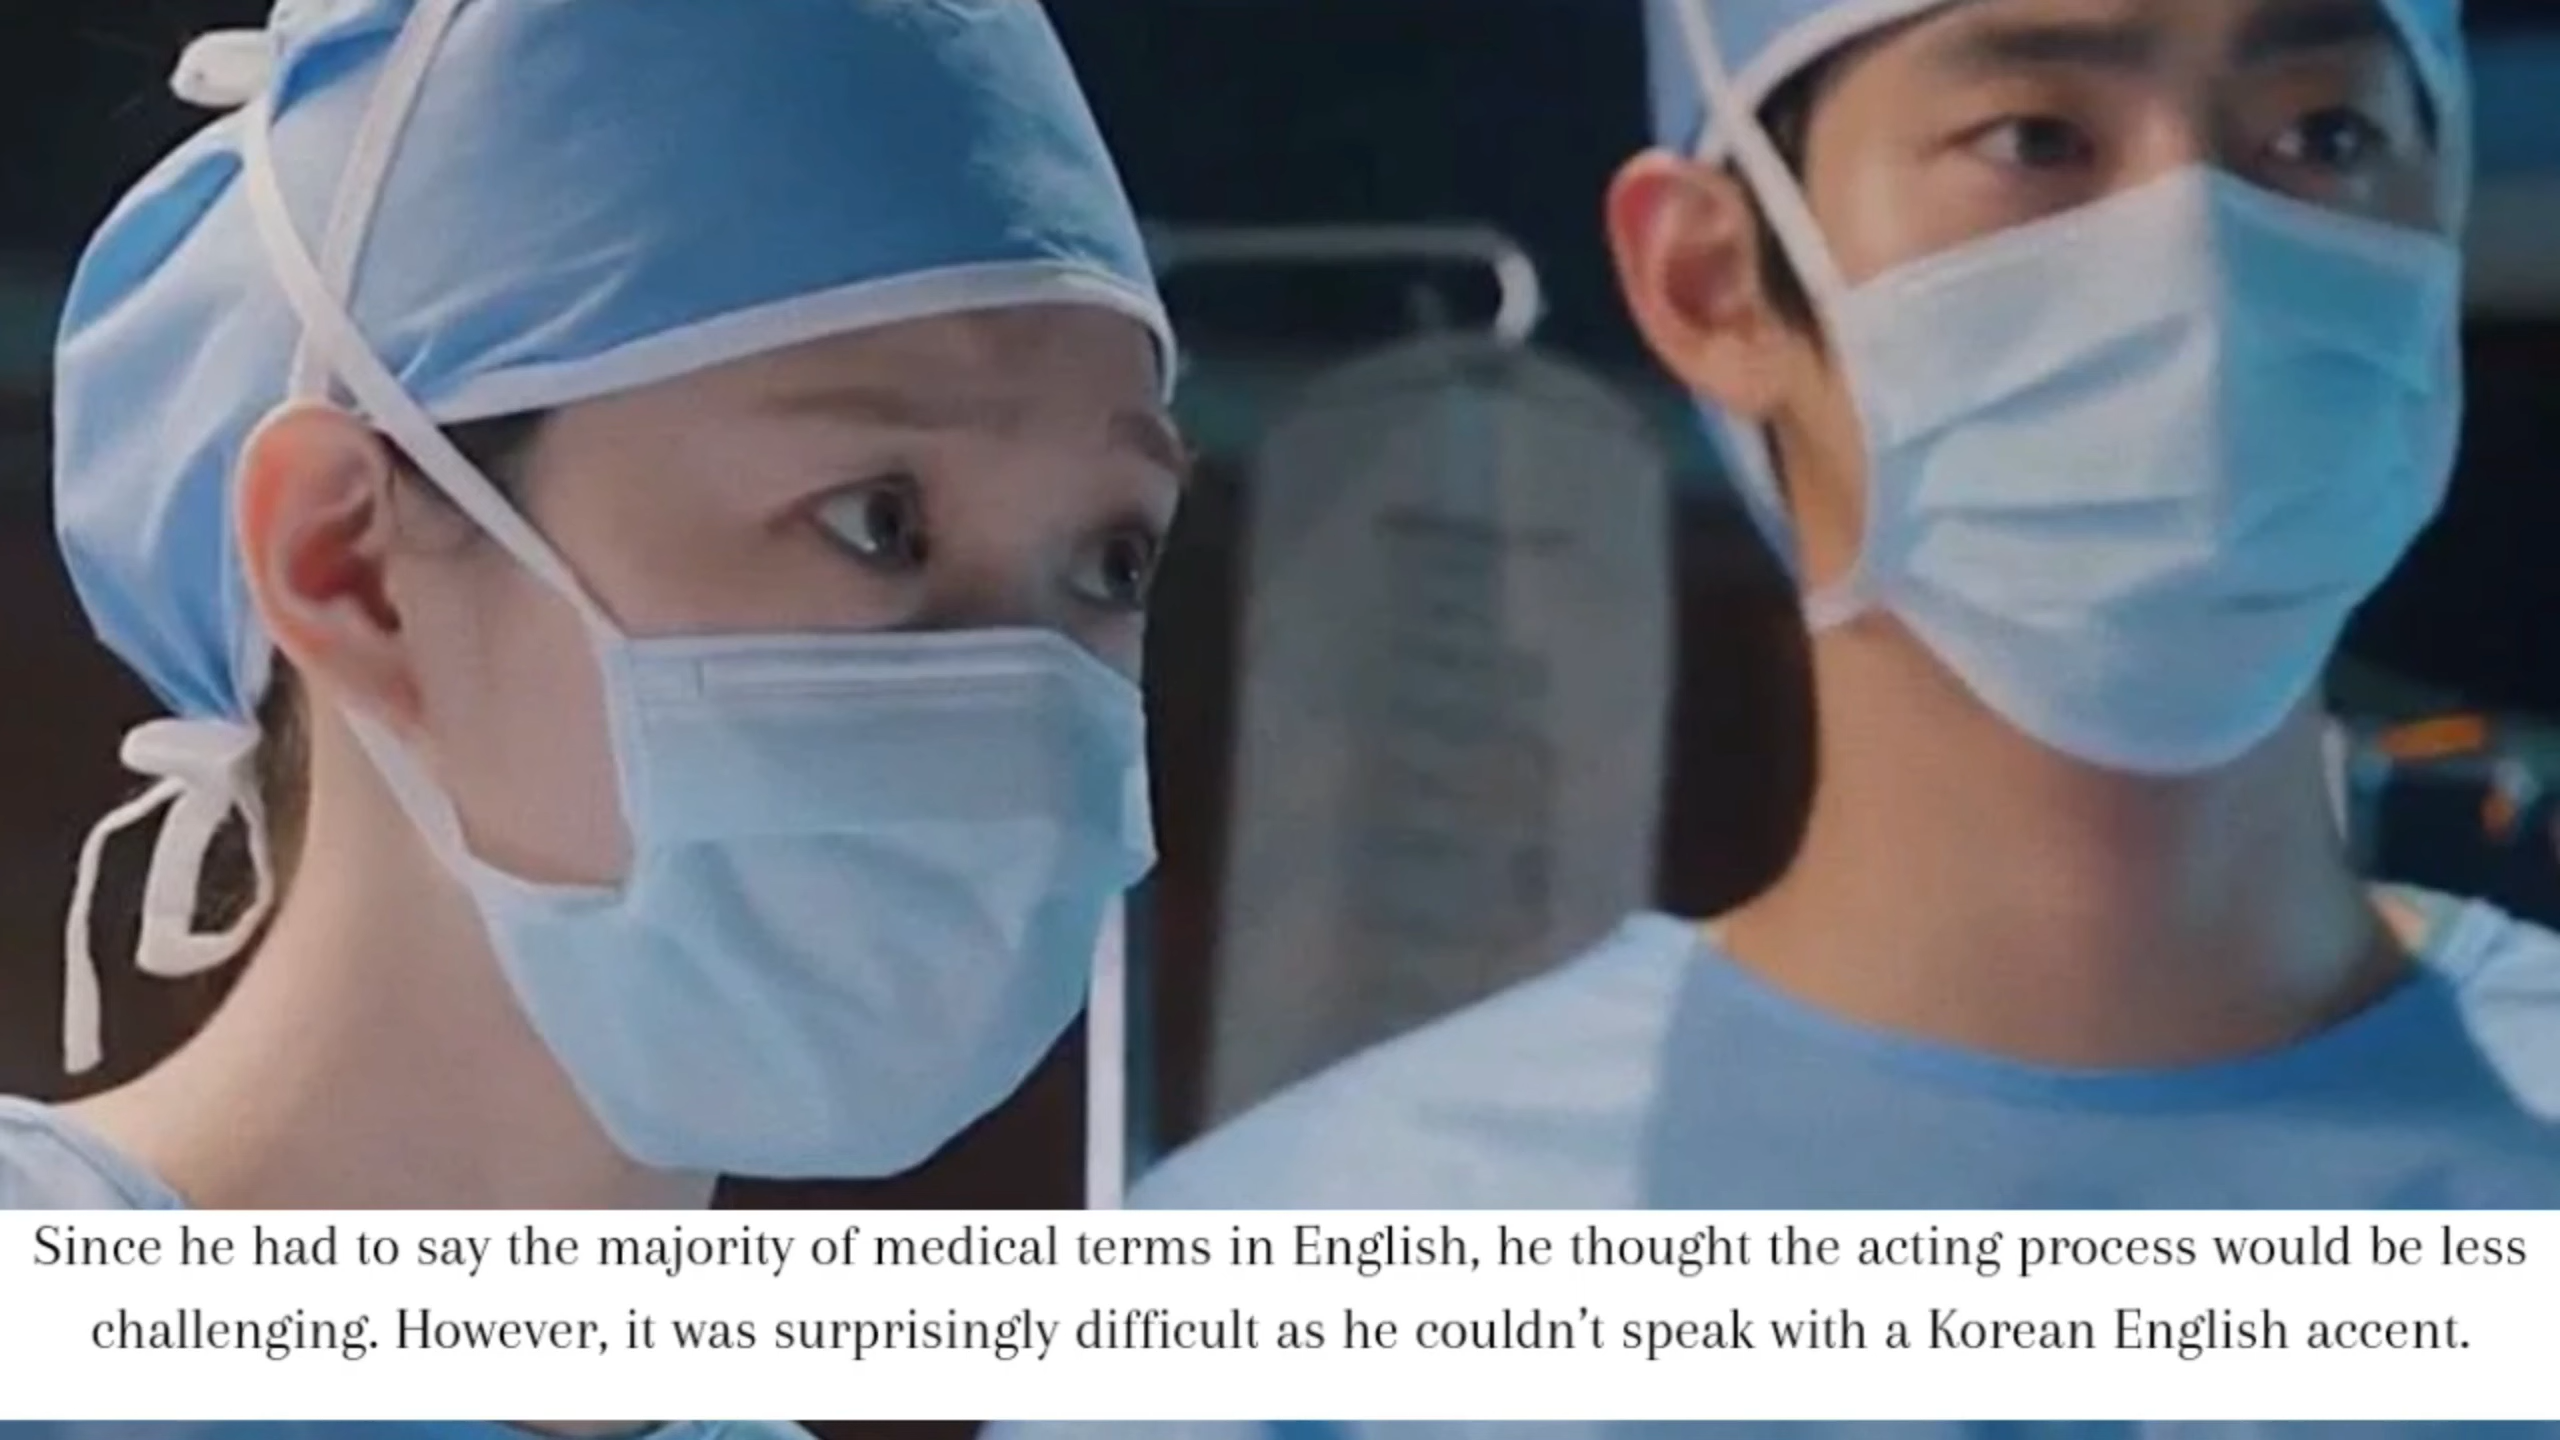 Since he had to say the majority of medical terms in English, he thought the acting process would be less
challenging. However, it was surprisingly difficult as he couldn’t speak with a Korean English accent.